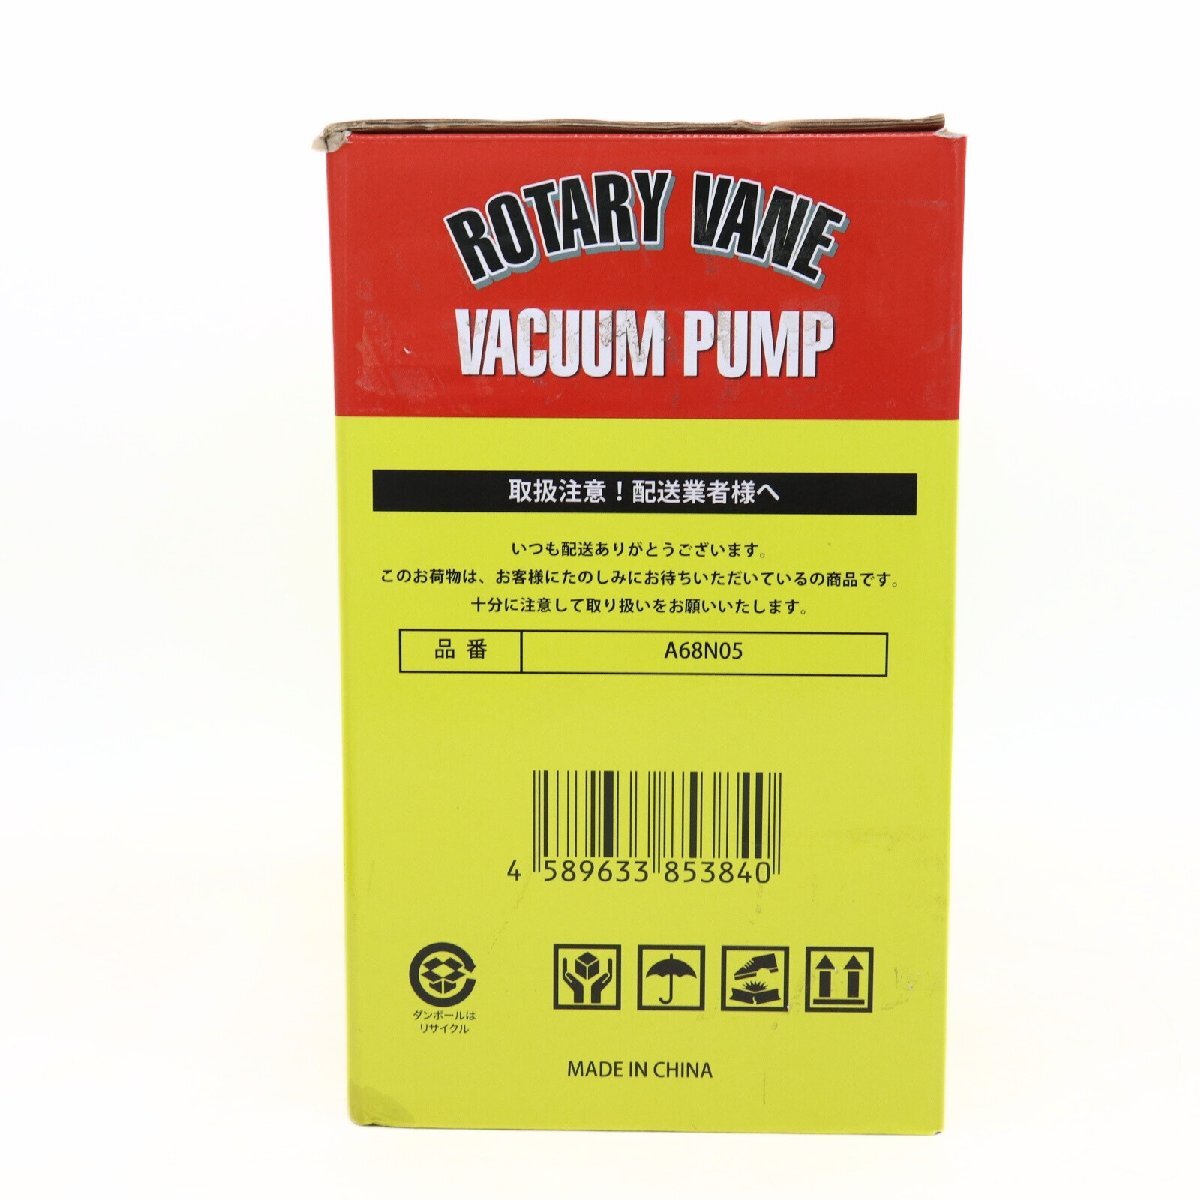 ROTARY VANE
VACUUM PUMP
取扱注意！配送業者様へ
いつも配送ありがとうございます。
このお荷物は、お客様にたのしみにお待ちいただいているの商品です。
十分に注意して取り扱いをお願いいたします。
品番 A68N05
4 589633 853840
ダンボールは
リサイクル
MADE IN CHINA